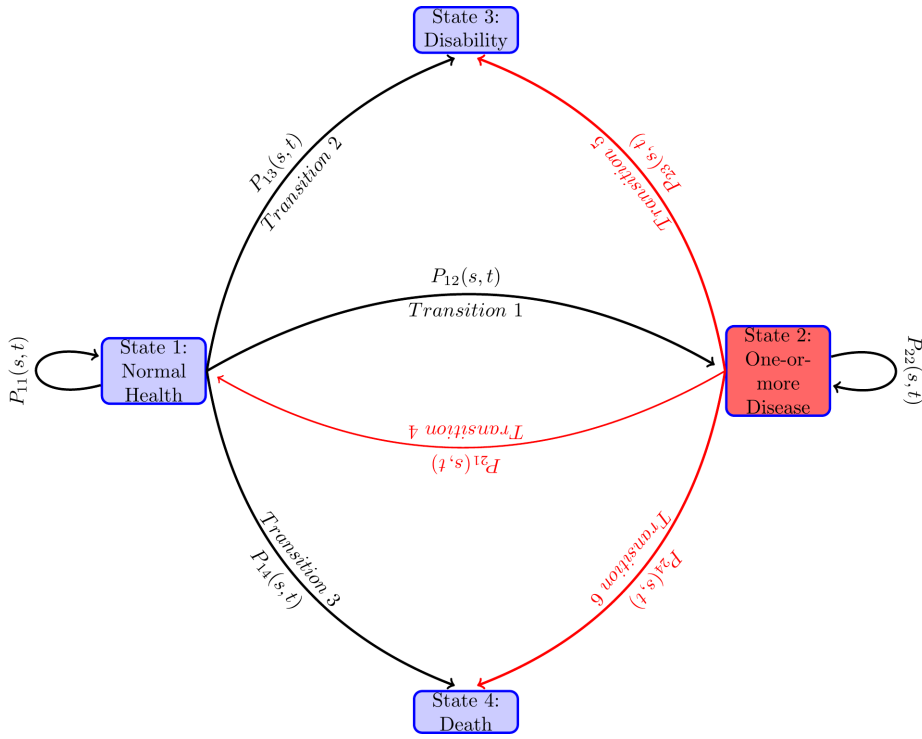 State 3:
Disability
P₁₃(s, t)
Transition 2
P₂₃(s, t)
Transition 5
P₁₂(s, t)
Transition 1
P₁₁(s, t)
State 1:
Normal
Health
State 2:
One-or-
more
Disease
P₂₂(s, t)
Transition 4
P₂₁(s, t)
Transition 3
P₁₄(s, t)
Transition 6
P₂₄(s, t)
State 4:
Death